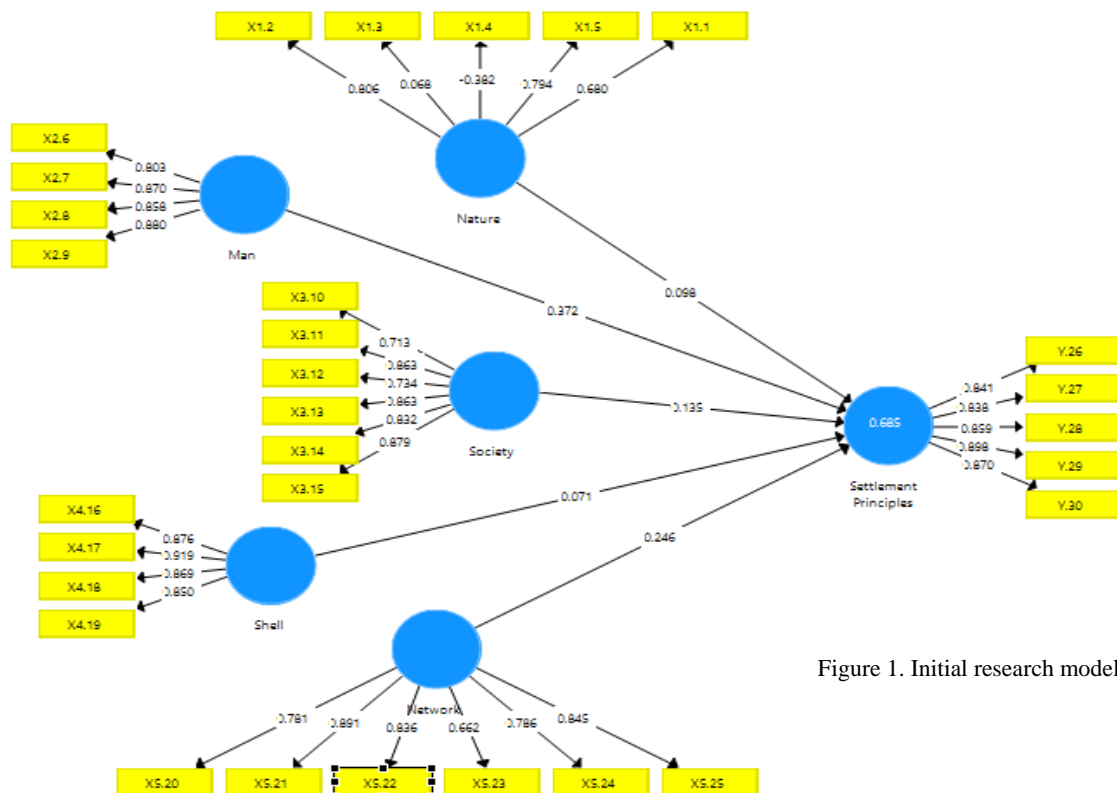 X1.2 X1.3 X1.4 X1.5 X1.1
0.806 0.068 -0.382 0.794 0.680
Nature
X2.6
X2.7
X2.8
X2.9
0.803
0.870
0.858
0.880
Man
0.098
0.372
X3.10
X3.11
X3.12
X3.13
X3.14
X3.15
0.713
0.863
0.734
0.863
0.832
0.879
Society
0.135
0.685
Settlement
Principles
0.841
0.838
0.859
0.898
0.870
Y.26
Y.27
Y.28
Y.29
Y.30
X4.16
X4.17
X4.18
X4.19
0.876
0.919
0.869
0.850
Shell
0.071
0.246
Figure 1. Initial research model
Network
0.781 0.891 0.836 0.662 0.786 0.845
X5.20 X5.21 X5.22 X5.23 X5.24 X5.25